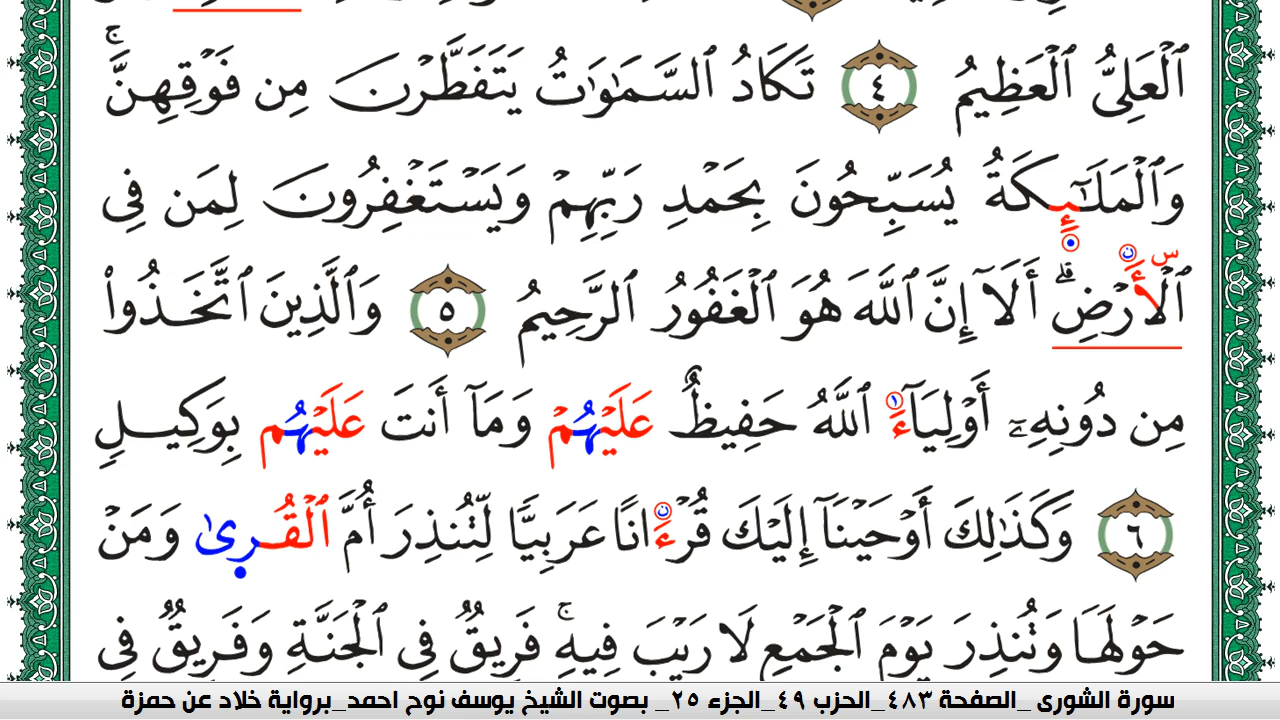 ٱلْعَلِىُّ ٱلْعَظِيمُ ٤ تَكَادُ ٱلسَّمَٰوَٰتُ يَتَفَطَّرْنَ مِن فَوْقِهِنَّۚ
وَٱلْمَلَٰٓئِكَةُ يُسَبِّحُونَ بِحَمْدِ رَبِّهِمْ وَيَسْتَغْفِرُونَ لِمَن فِى
ٱلْأَرْضِۗ أَلَآ إِنَّ ٱللَّهَ هُوَ ٱلْغَفُورُ ٱلرَّحِيمُ ٥ وَٱلَّذِينَ ٱتَّخَذُوا۟
مِن دُونِهِۦٓ أَوْلِيَآءَ ٱللَّهُ حَفِيظٌ عَلَيْهُمْ وَمَآ أَنتَ عَلَيْهُم بِوَكِيلٍ
٦ وَكَذَٰلِكَ أَوْحَيْنَآ إِلَيْكَ قُرْءَانًا عَرَبِيًّا لِّتُنذِرَ أُمَّ ٱلْقُرىٰ وَمَنْ
حَوْلَهَا وَتُنذِرَ يَوْمَ ٱلْجَمْعِ لَا رَيْبَ فِيهِۚ فَرِيقٌ فِى ٱلْجَنَّةِ وَفَرِيقٌ فِى
سورة الشورى _الصفحة ٤٨٣_الحزب ٤٩_الجزء ٢٥_ بصوت الشيخ يوسف نوح احمد_برواية خلاد عن حمزة